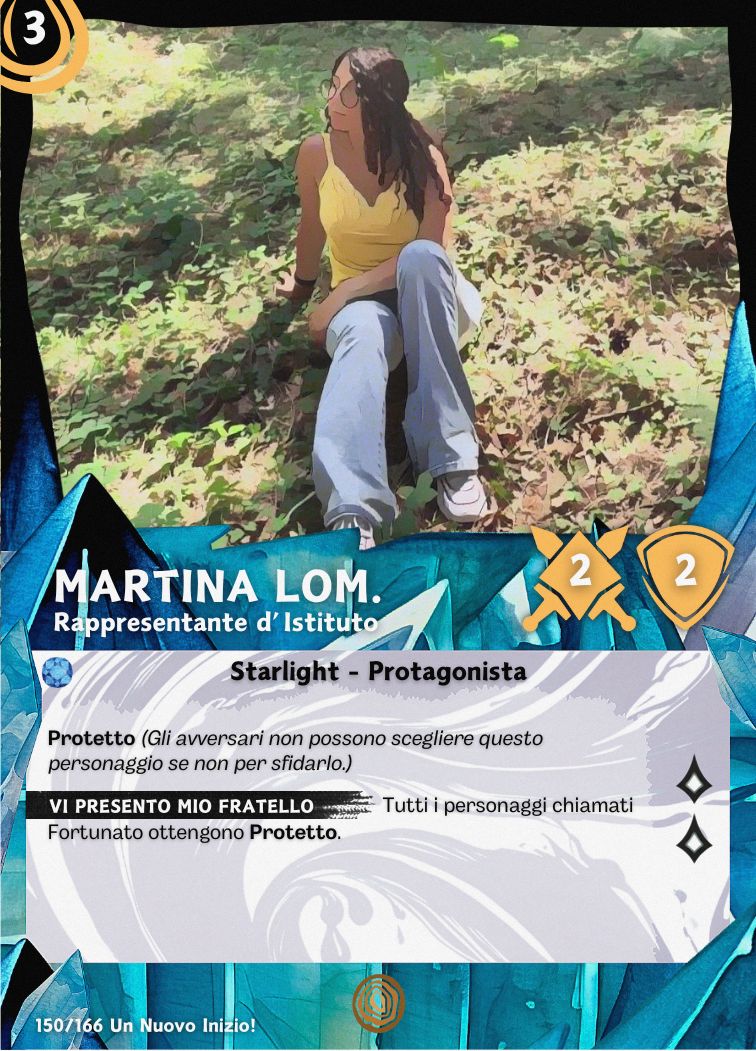 3
MARTINA LOM.
Rappresentante d'Istituto
2
2
Starlight - Protagonista
Protetto (Gli avversari non possono scegliere questo
personaggio se non per sfidarlo.)
VI PRESENTO MIO FRATELLO Tutti i personaggi chiamati
Fortunato ottengono Protetto.
150/166 Un Nuovo Inizio!